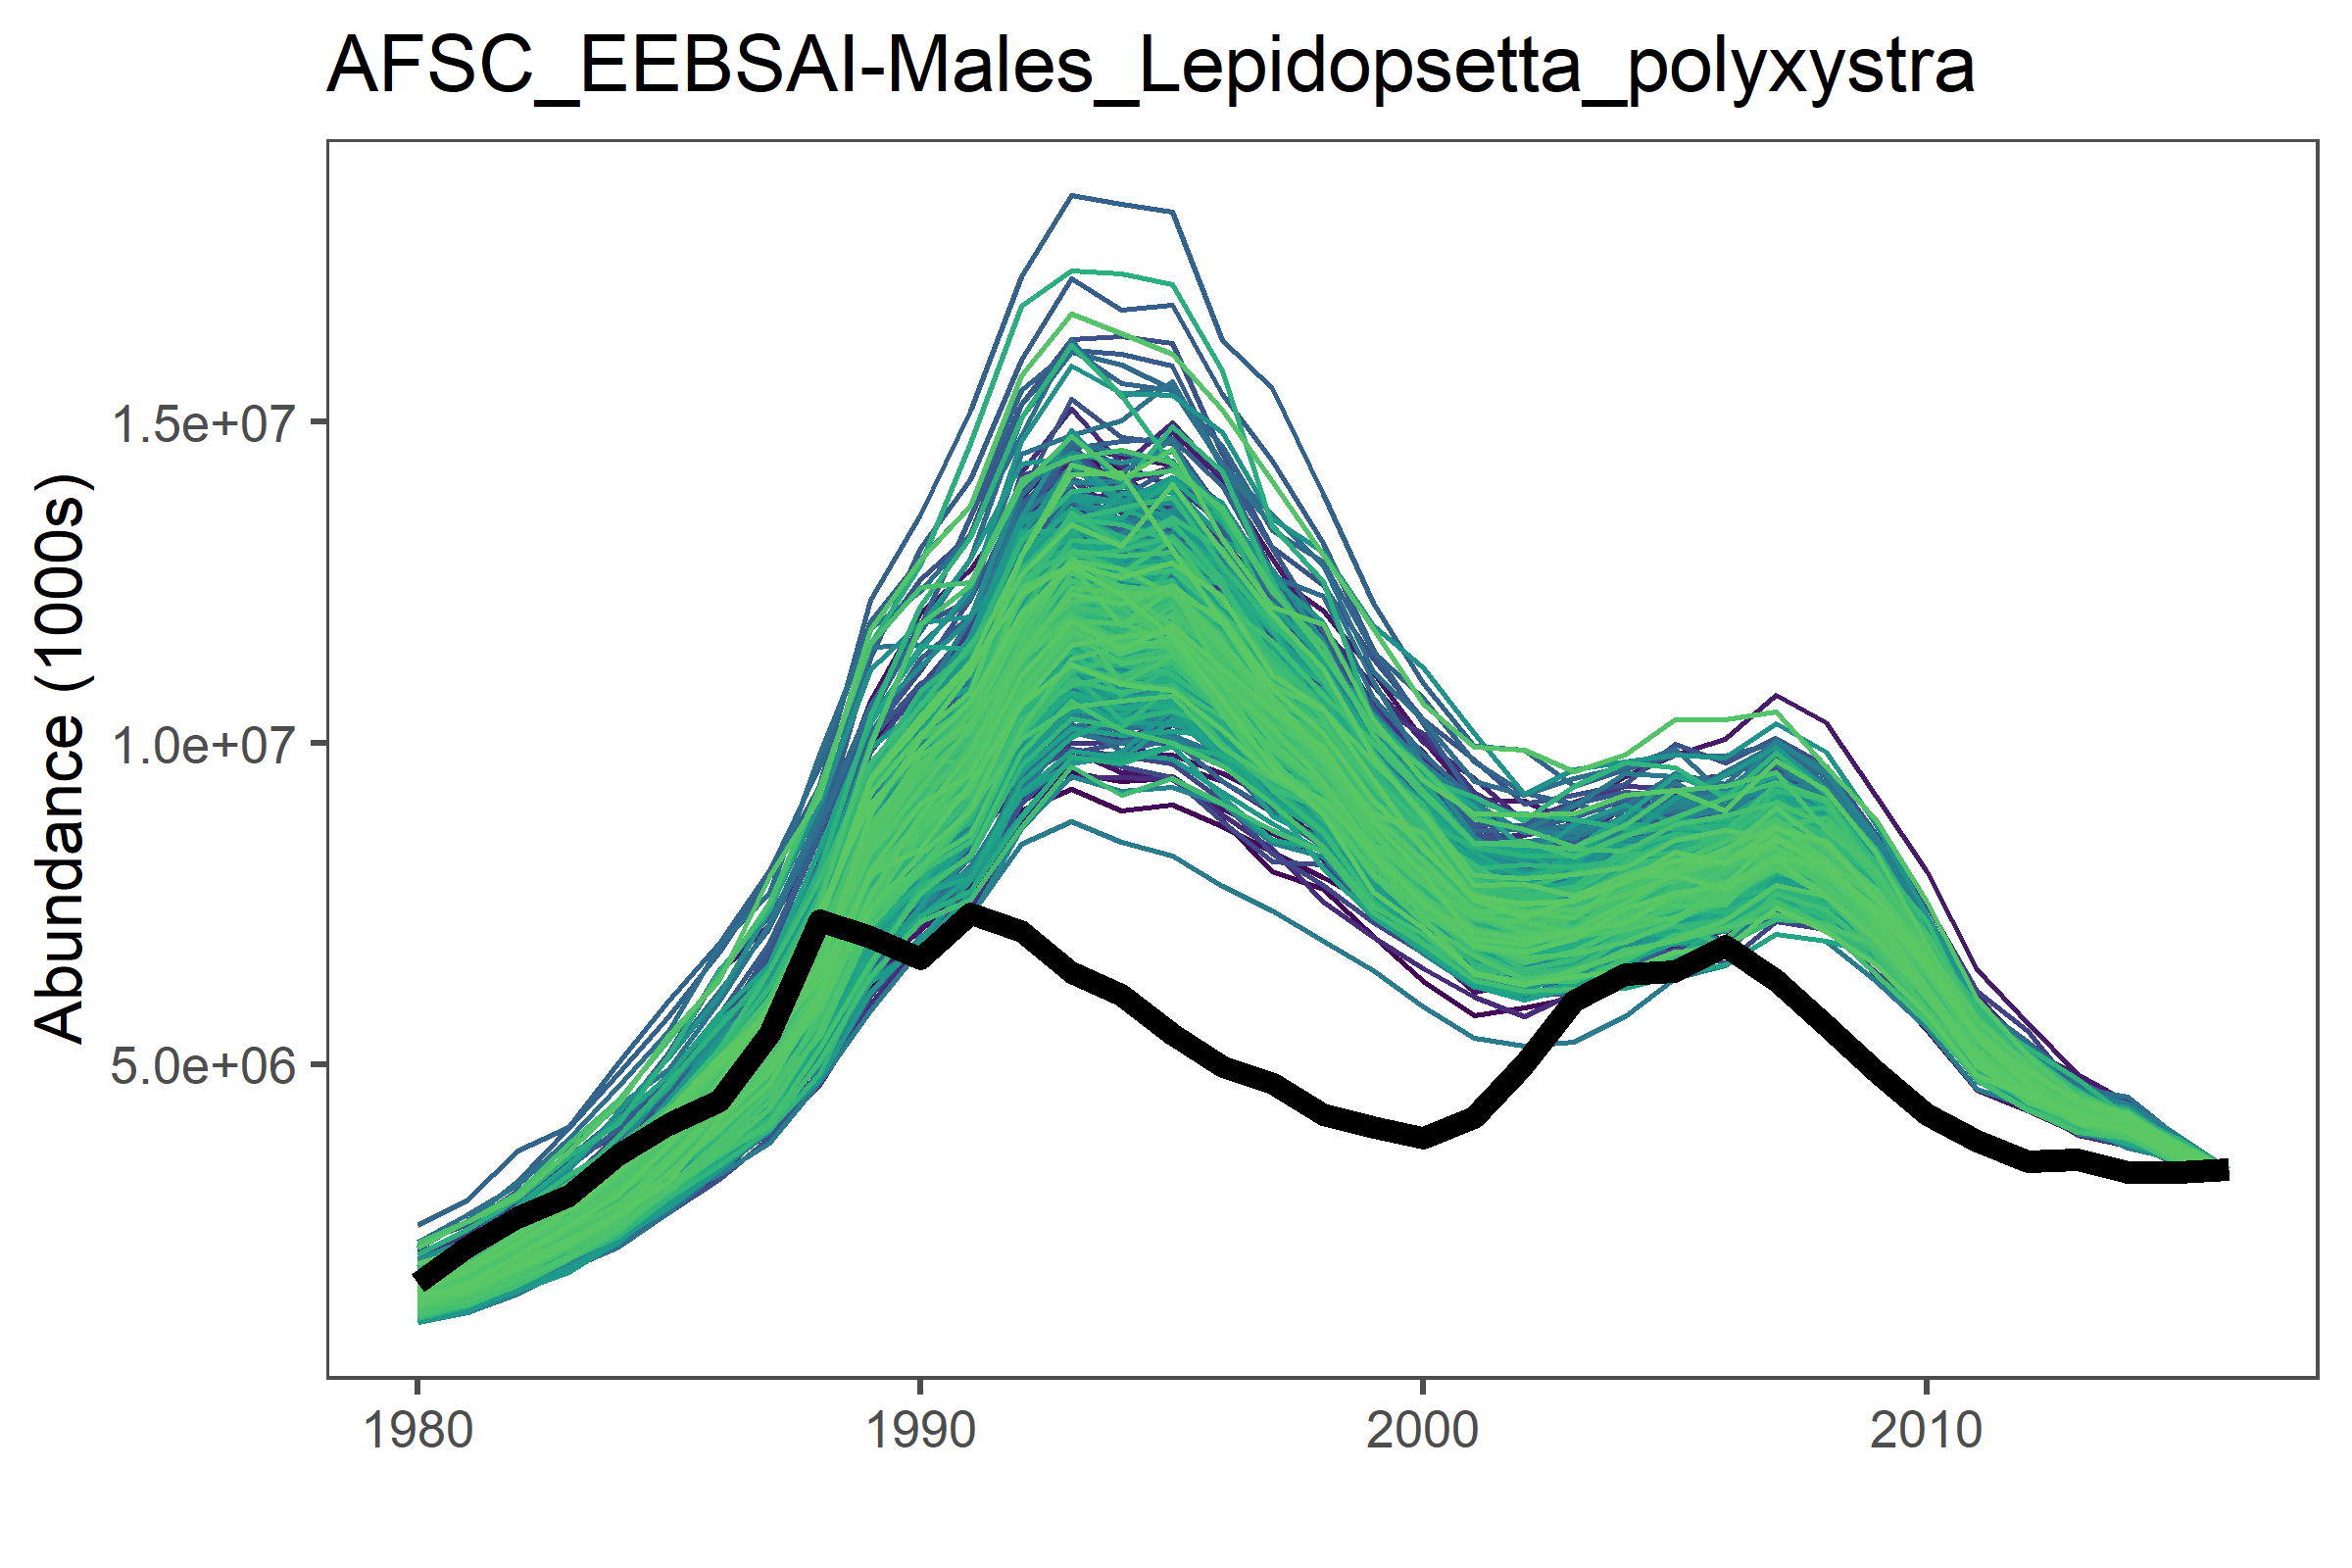 AFSC_EEBSAI-Males_Lepidopsetta_polyxystra
Abundance (1000s)
1.5e+07
1.0e+07
5.0e+06
1980 1990 2000 2010